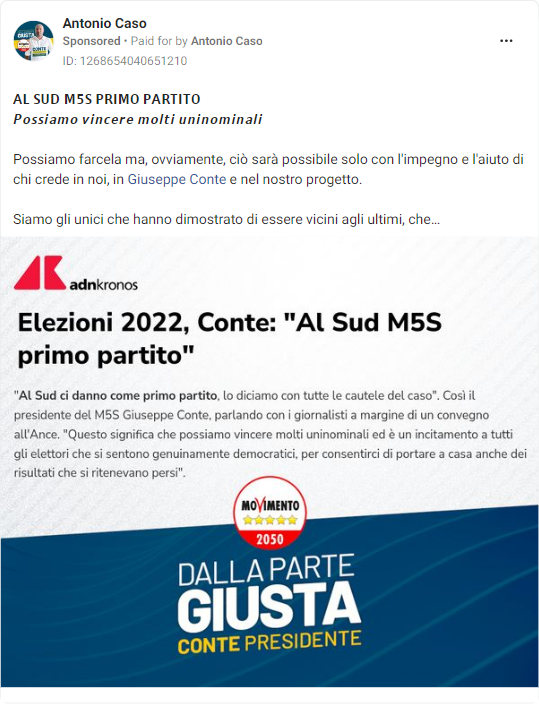 Antonio Caso
Sponsored • Paid for by Antonio Caso
ID: 1268654040651210
AL SUD M5S PRIMO PARTITO
Possiamo vincere molti uninominali
Possiamo farcela ma, ovviamente, ciò sarà possibile solo con l'impegno e l'aiuto di
chi crede in noi, in Giuseppe Conte e nel nostro progetto.
Siamo gli unici che hanno dimostrato di essere vicini agli ultimi, che...
adnkronos
Elezioni 2022, Conte: "Al Sud M5S
primo partito"
"Al Sud ci danno come primo partito, lo diciamo con tutte le cautele del caso". Così il
presidente del M5S Giuseppe Conte, parlando con i giornalisti a margine di un convegno
all'Ance. "Questo significa che possiamo vincere molti uninominali ed è un incitamento a tutti
gli elettori che si sentono genuinamente democratici, per consentirci di portare a casa anche dei
risultati che si ritenevano persi".
MOVIMENTO
2050
DALLA PARTE
GIUSTA
CONTE PRESIDENTE